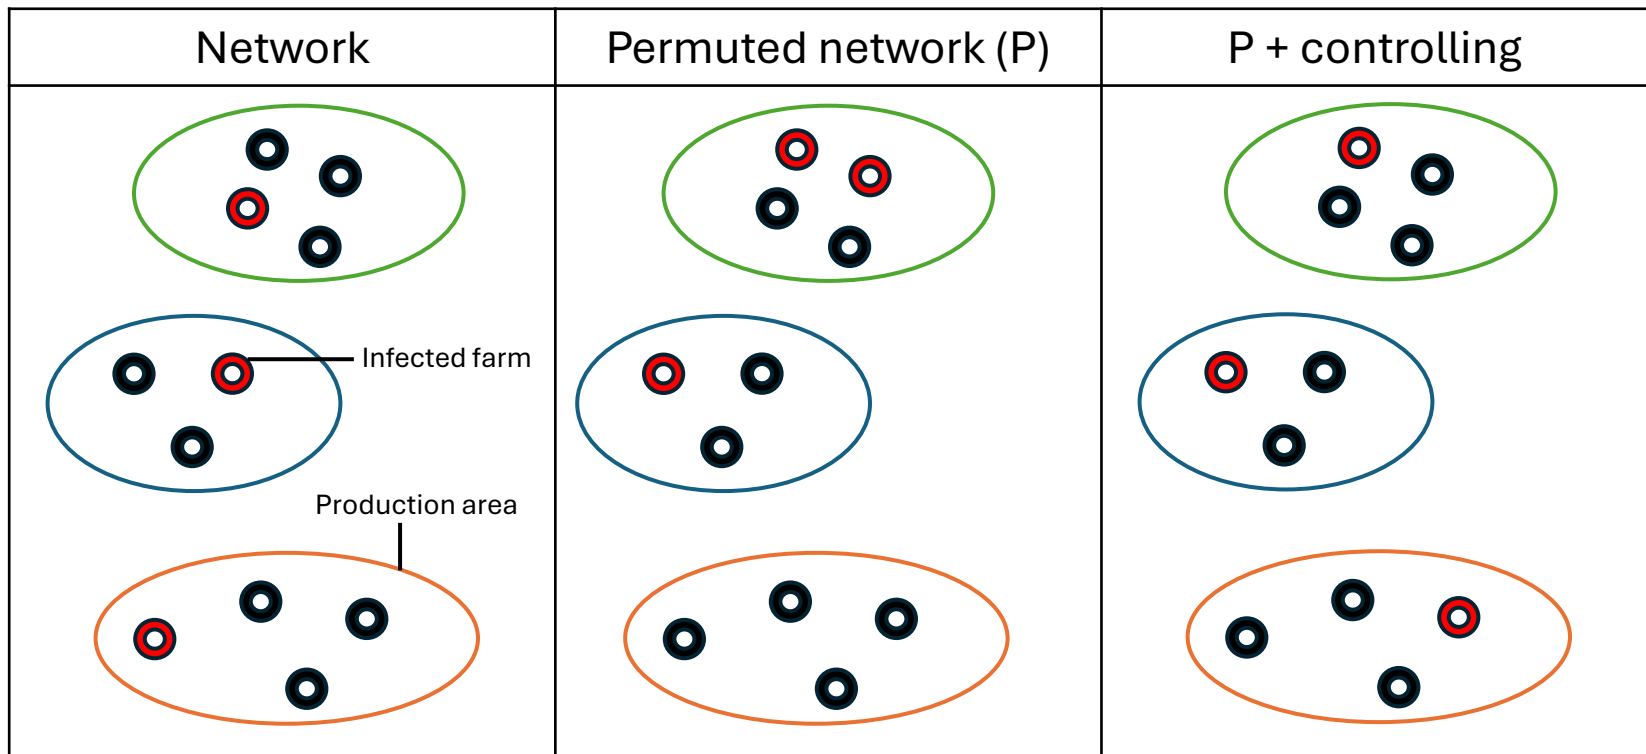 Network
Permuted network (P)
P + controlling
Infected farm
Production area